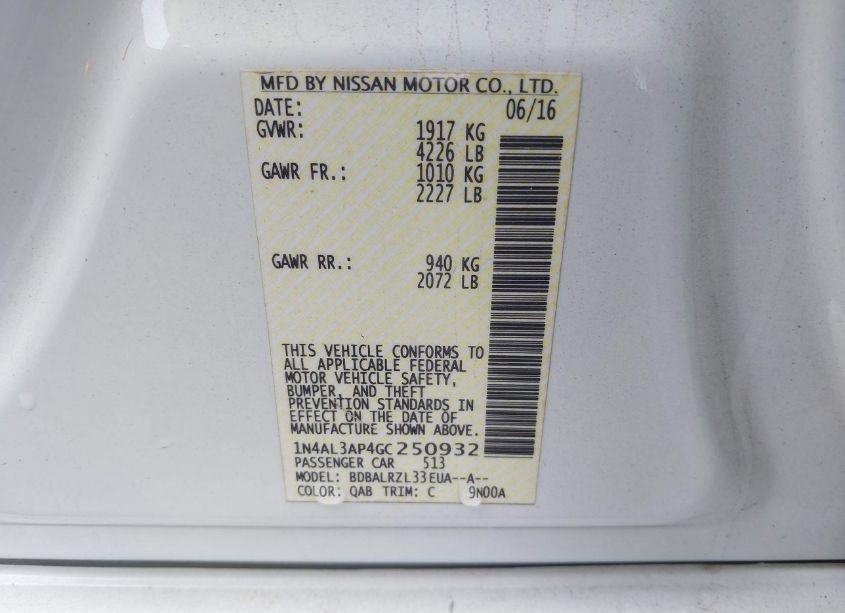 MFD BY NISSAN MOTOR CO., LTD.
DATE: 06/16
GVWR: 1917 KG
4226 LB
GAWR FR.: 1010 KG
2227 LB
GAWR RR.: 940 KG
2072 LB
THIS VEHICLE CONFORMS TO
ALL APPLICABLE FEDERAL
MOTOR VEHICLE SAFETY,
BUMPER, AND THEFT
PREVENTION STANDARDS IN
EFFECT ON THE DATE OF
MANUFACTURE SHOWN ABOVE.
1N4AL3AP4GC250932
PASSENGER CAR 513
MODEL: BDBALRZL33EUA--A--
COLOR: QAB TRIM: C 9N00A